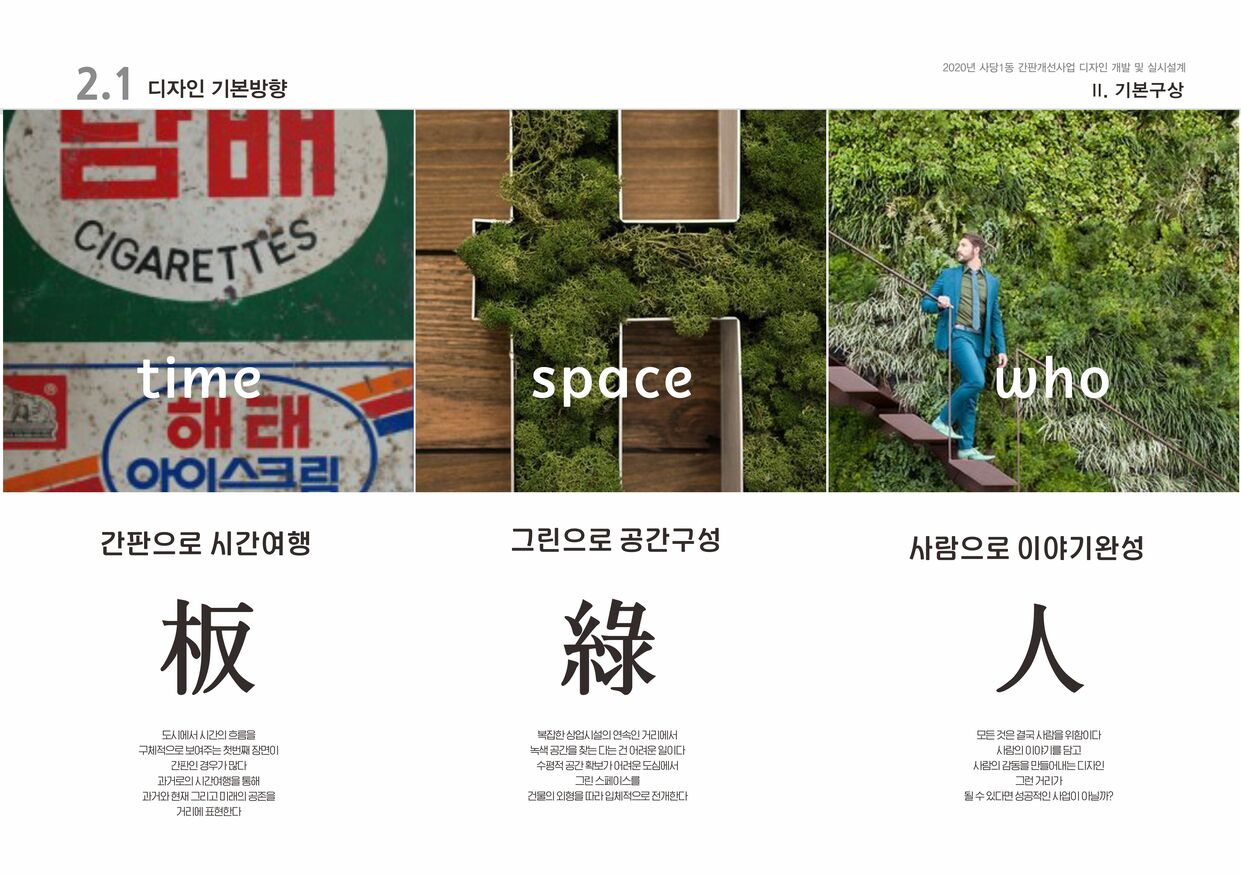 2.1 디자인 기본방향
2020년 사당1동 간판개선사업 디자인 개발 및 실시설계
II. 기본구상
담배
CIGARETTES
®
해태
아이스크림
time
space
who
간판으로 시간여행
板
도시에서 시간의 흐름을
구체적으로 보여주는 첫번째 장면이
간판인 경우가 많다
과거로의 시간여행을 통해
과거와 현재 그리고 미래의 공존을
거리에 표현한다
그린으로 공간구성
綠
복잡한 상업시설의 연속인 거리에서
녹색 공간을 찾는 다는 건 어려운 일이다
수평적 공간 확보가 어려운 도심에서
그린 스페이스를
건물의 외형을 따라 입체적으로 전개한다
사람으로 이야기완성
人
모든 것은 결국 사람을 위함이다
사람의 이야기를 담고
사람의 감동을 만들어내는 디자인
그런 거리가
될 수 있다면 성공적인 사업이 아닐까?